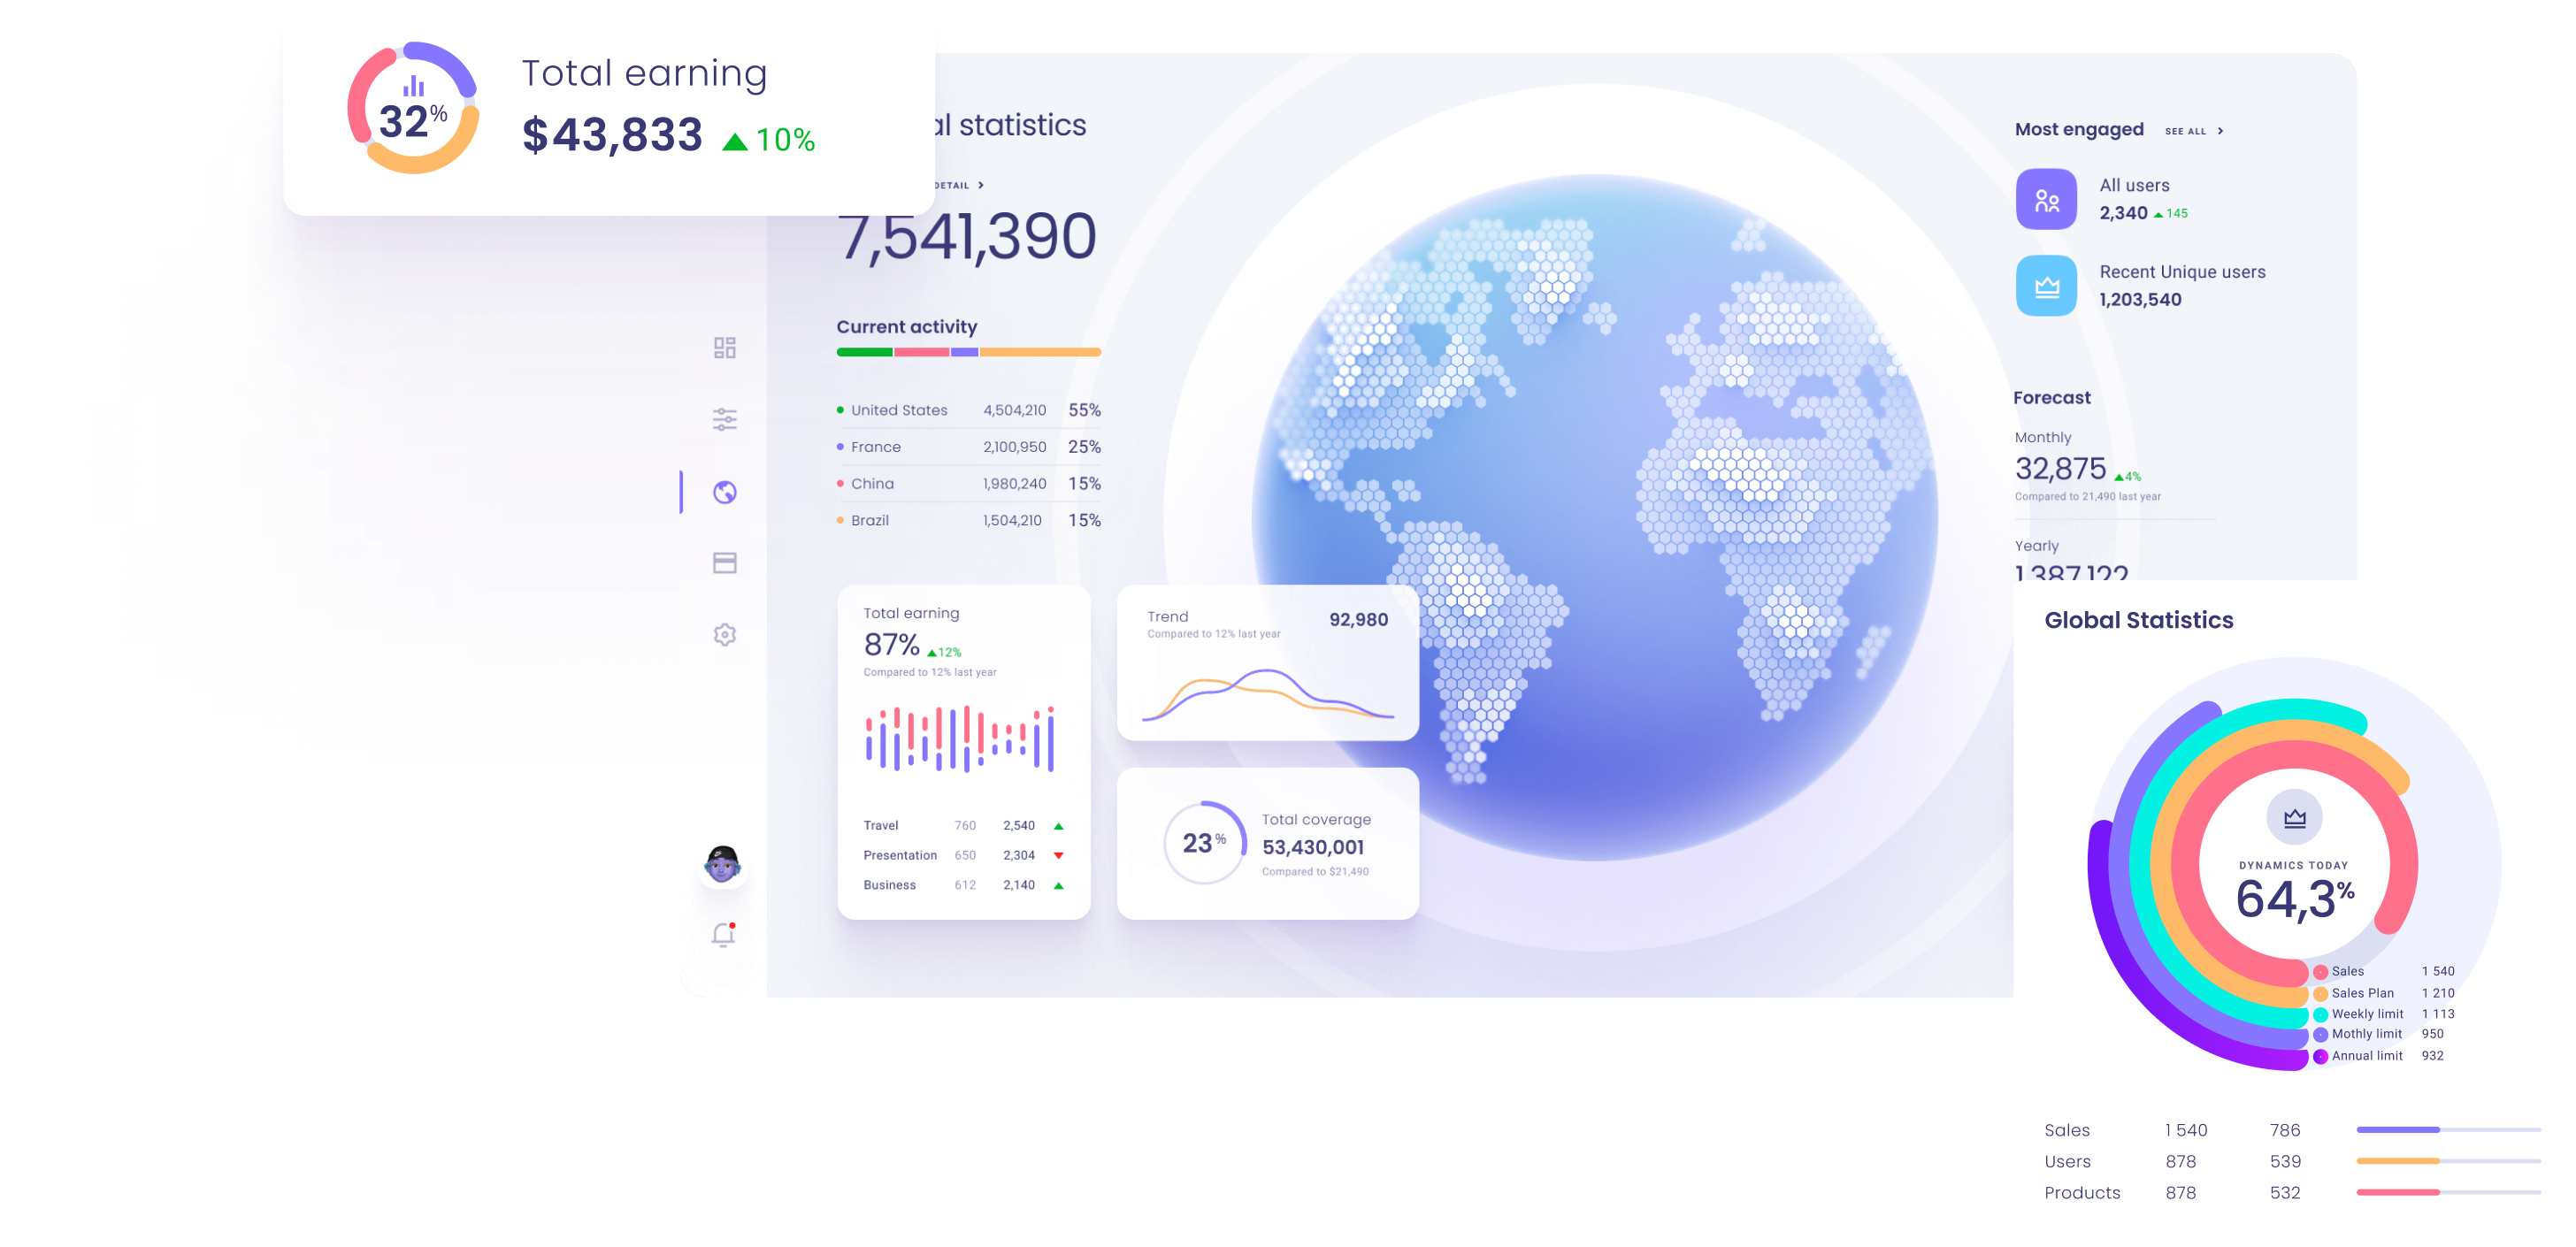 32%
Total earning
$43,833 10%
al statistics
DETAIL
7,541,390
Current activity
United States 4,504,210 55%
France 2,100,950 25%
China 1,980,240 15%
Brazil 1,504,210 15%
Total earning
87% 12%
Compared to 12% last year
Travel 760 2,540
Presentation 650 2,304
Business 612 2,140
Trend 92,980
Compared to 12% last year
23%
Total coverage
53,430,001
Compared to $21,490
Most engaged SEE ALL
All users
2,340 145
Recent Unique users
1,203,540
Forecast
Monthly
32,875 4%
Compared to 21,490 last year
Yearly
1,387,122
Global Statistics
DYNAMICS TODAY
64,3%
Sales 1 540
Sales Plan 1 210
Weekly limit 1 113
Mothly limit 950
Annual limit 932
Sales 1 540 786
Users 878 539
Products 878 532